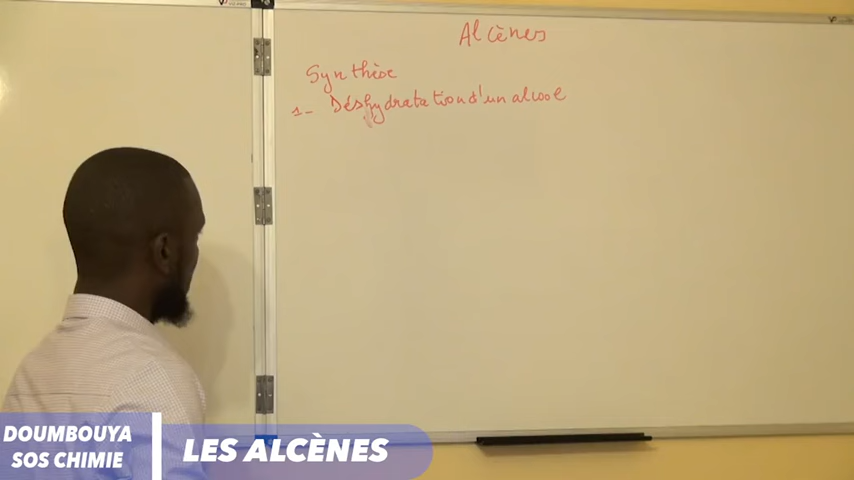 Alcènes
Synthèse
1- Déshydratation d'un alcool
DOUMBOUYA
SOS CHIMIE
LES ALCÈNES